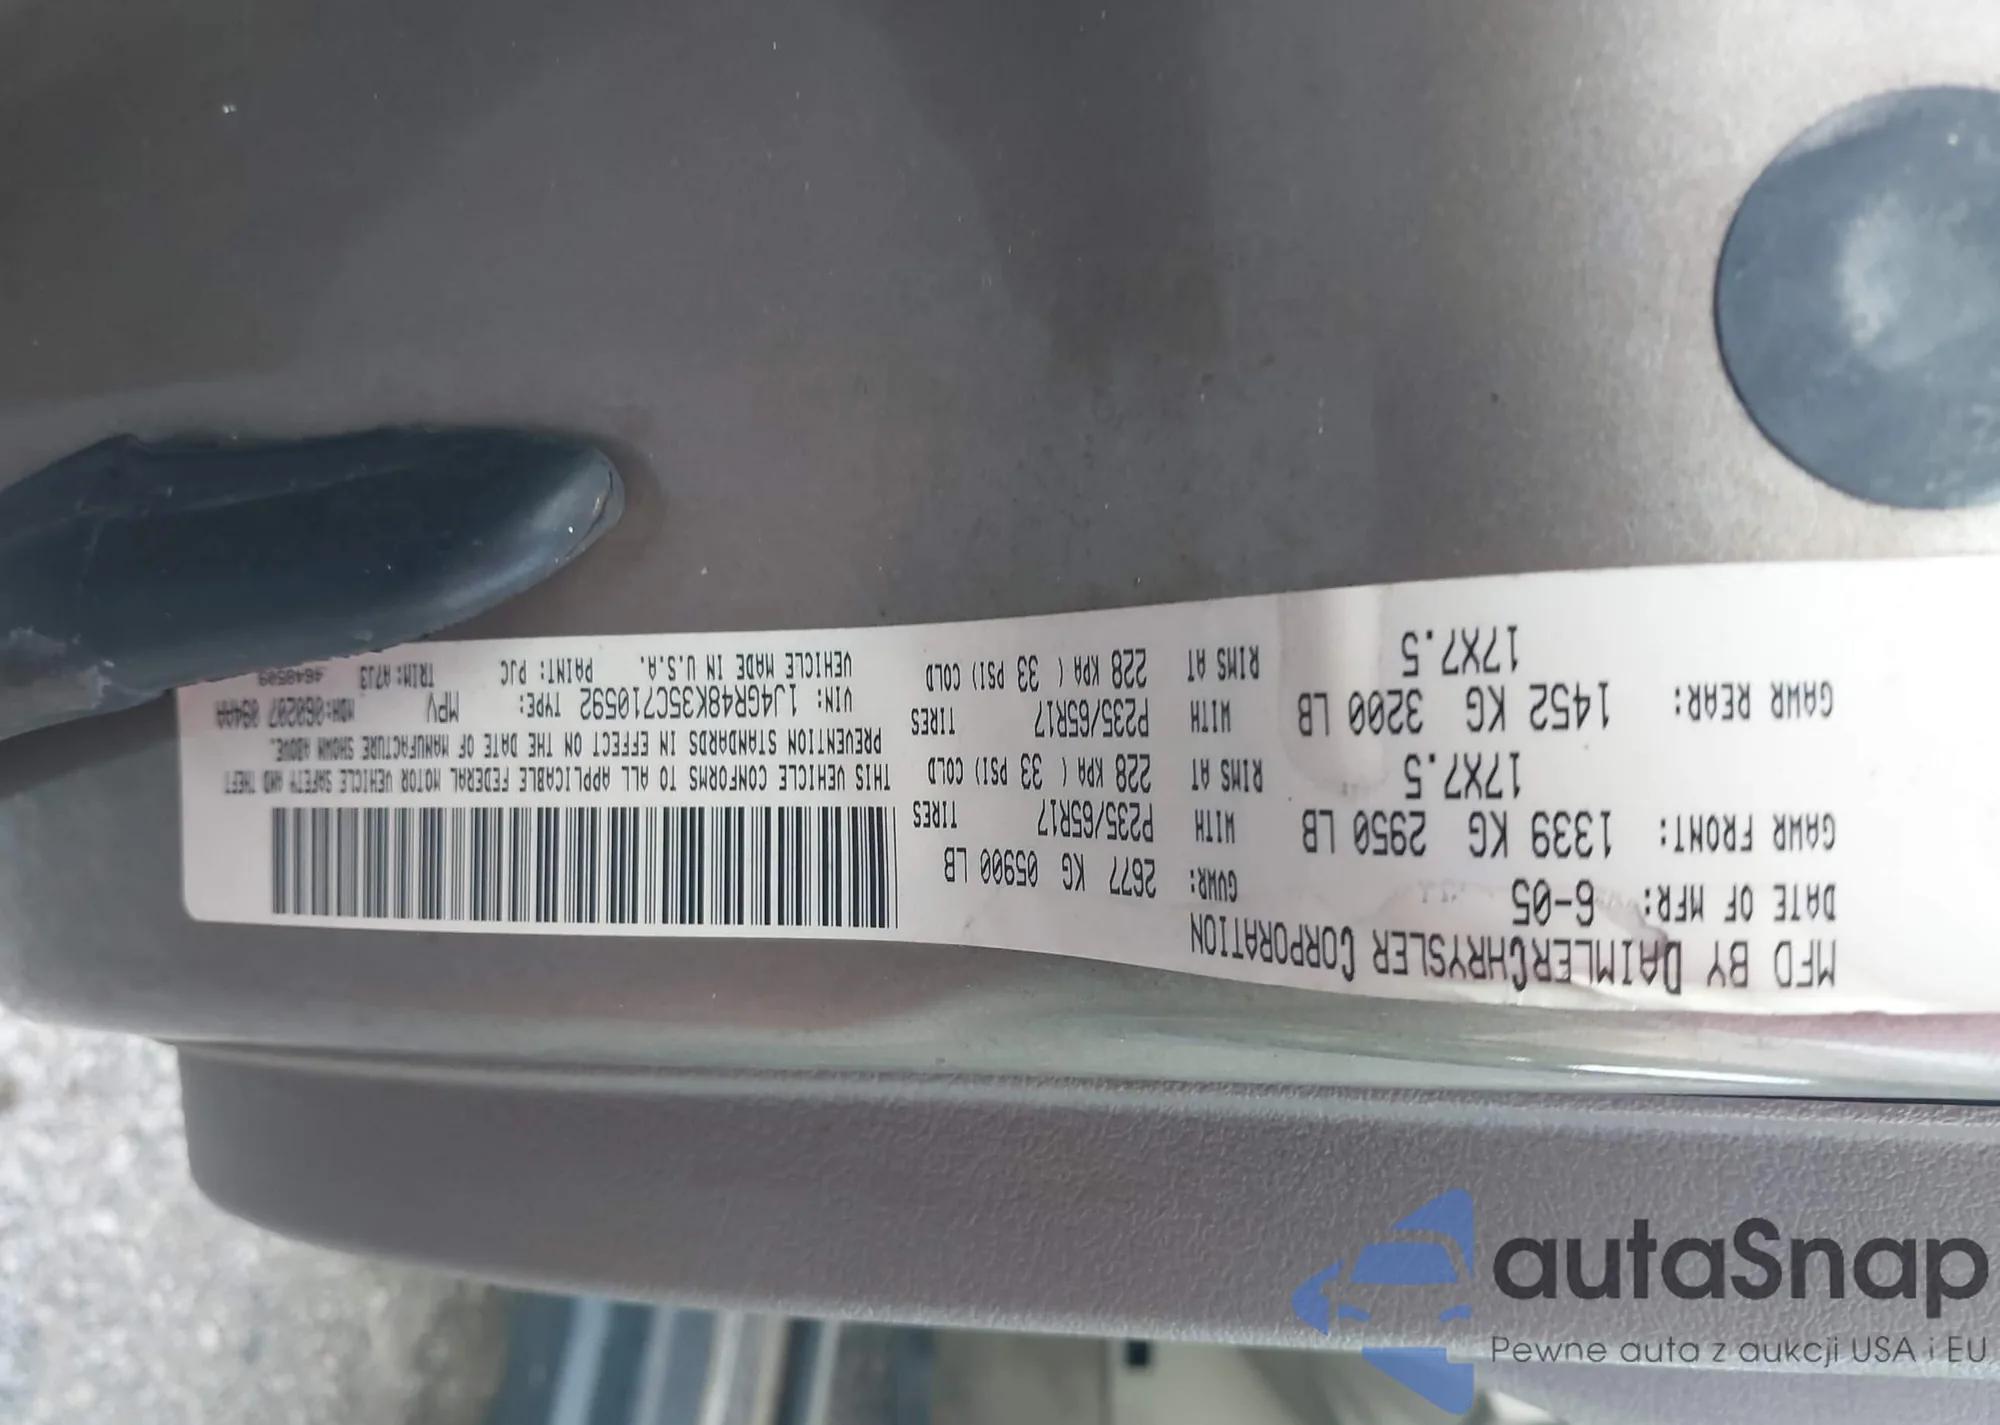 MFD BY DAIMLERCHRYSLER CORPORATION
DATE OF MFR: 6-05
GVWR: 2677 KG 05900 LB
GAWR FRONT: 1339 KG 2950 LB
WITH P235/65R17 TIRES
17X7.5 RIMS AT 228 KPA ( 33 PSI) COLD
GAWR REAR: 1452 KG 3200 LB
WITH P235/65R17 TIRES
17X7.5 RIMS AT 228 KPA ( 33 PSI) COLD
THIS VEHICLE CONFORMS TO ALL APPLICABLE FEDERAL MOTOR VEHICLE SAFETY AND THEFT
PREVENTION STANDARDS IN EFFECT ON THE DATE OF MANUFACTURE SHOWN ABOVE.
VIN: 1J4GR48K35C710592 TYPE: MPV MDH:060207 094AA
VEHICLE MADE IN U.S.A. PAINT: PJC TRIM:A7J3 4648509
autaSnap
Pewne auta z aukcji USA i EU